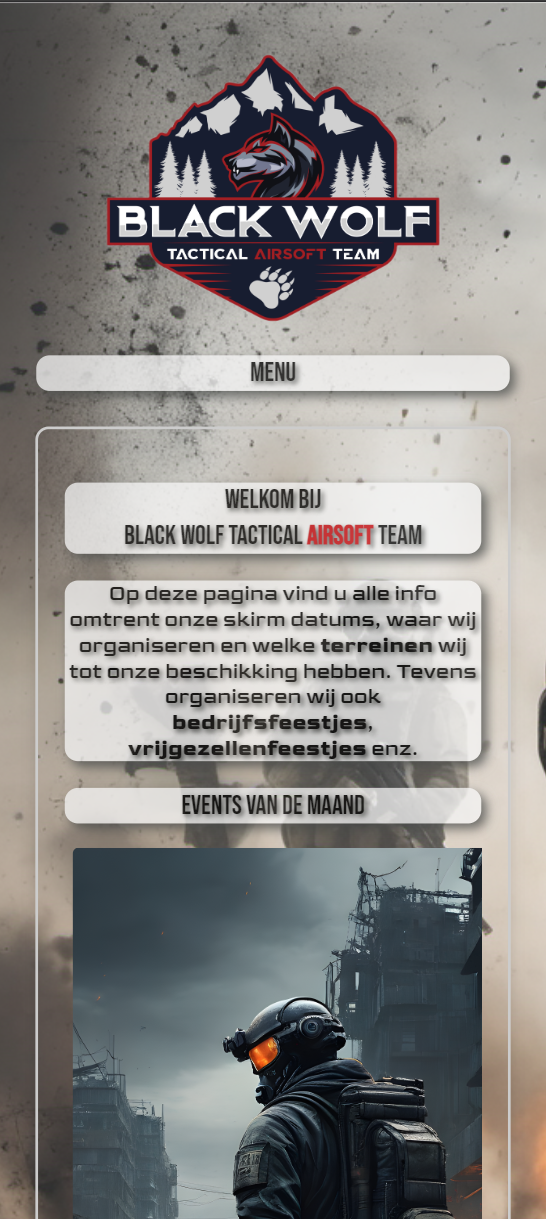 BLACK WOLF
TACTICAL AIRSOFT TEAM
MENU
WELKOM BIJ
BLACK WOLF TACTICAL AIRSOFT TEAM
Op deze pagina vind u alle info
omtrent onze skirm datums, waar wij
organiseren en welke terreinen wij
tot onze beschikking hebben. Tevens
organiseren wij ook
bedrijfsfeestjes,
vrijgezellenfeestjes enz.
EVENTS VAN DE MAAND